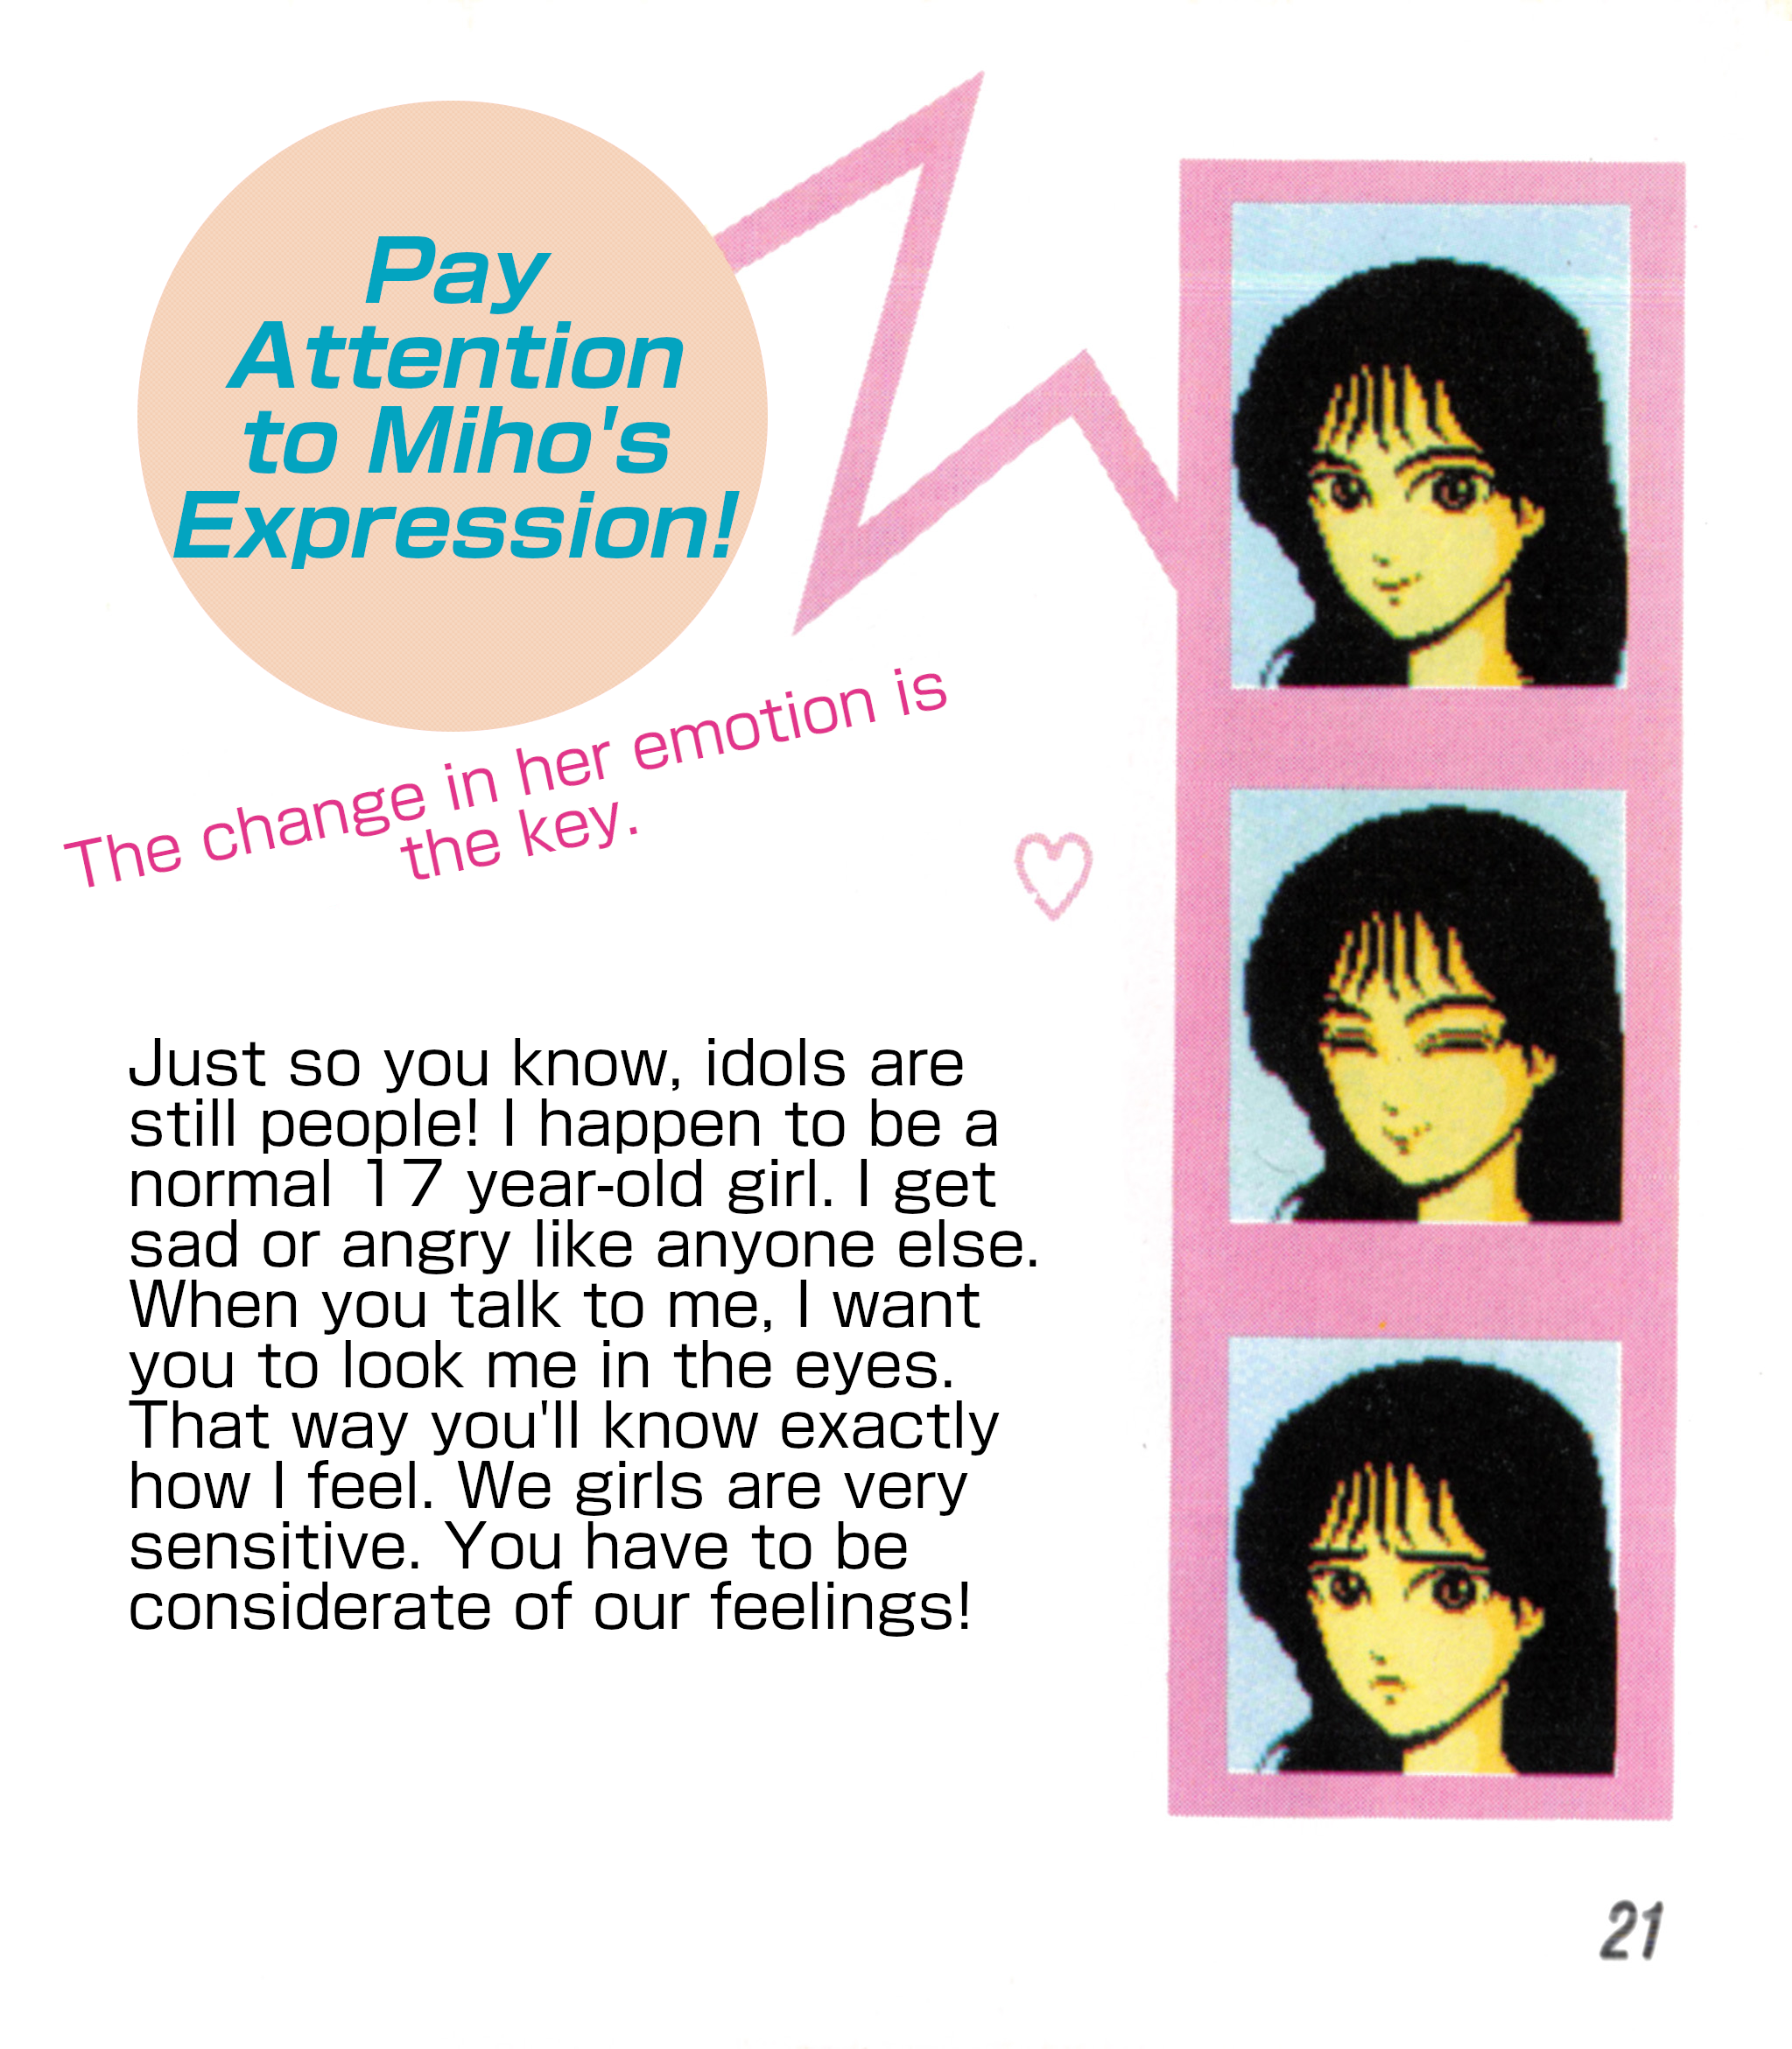 Pay
Attention
to Miho's
Expression!
The change in her emotion is
the key.
Just so you know, idols are
still people! I happen to be a
normal 17 year-old girl. I get
sad or angry like anyone else.
When you talk to me, I want
you to look me in the eyes.
That way you'll know exactly
how I feel. We girls are very
sensitive. You have to be
considerate of our feelings!
21